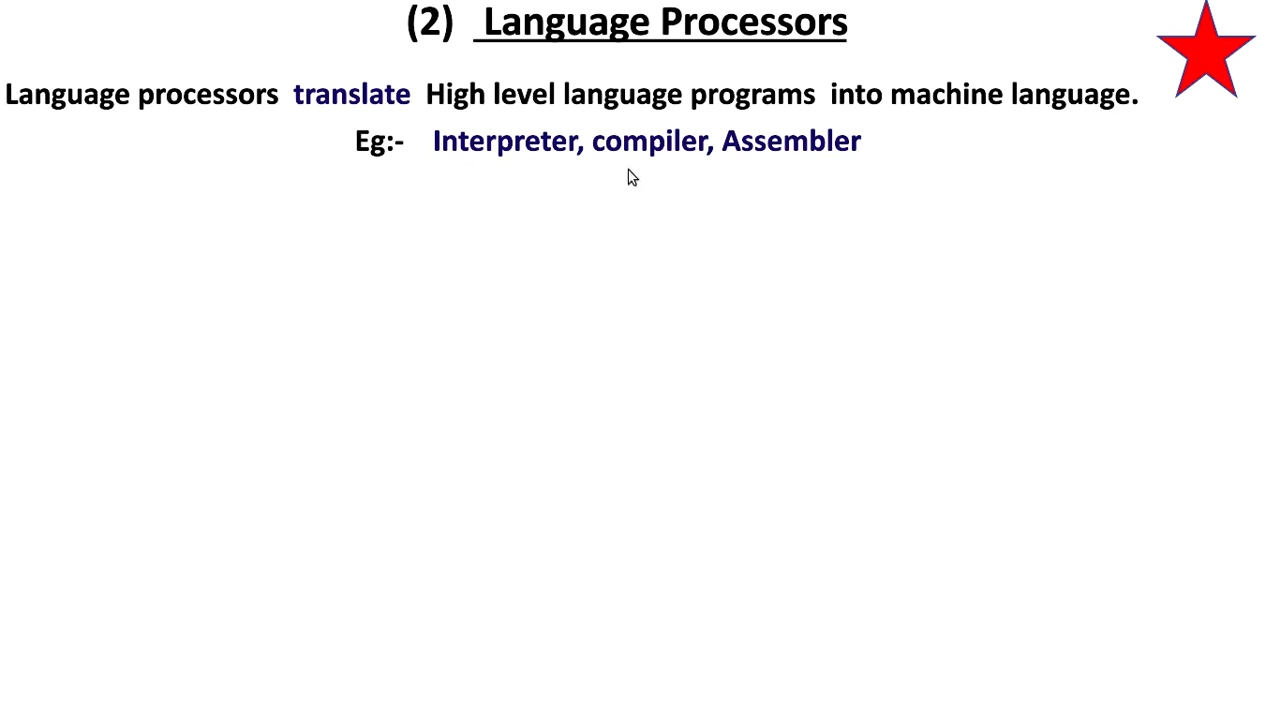 (2) Language Processors
Language processors translate High level language programs into machine language.
Eg:- Interpreter, compiler, Assembler